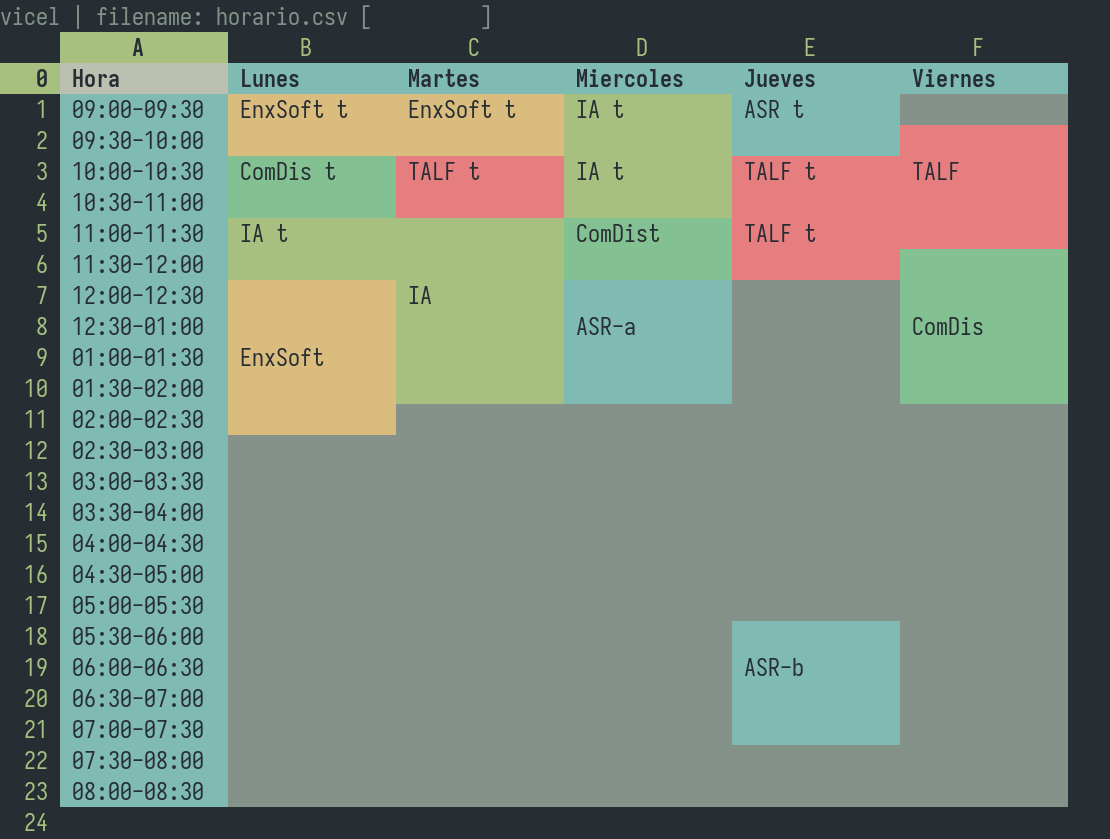 vicel | filename: horario.csv [ ]
A B C D E F
0 Hora Lunes Martes Miercoles Jueves Viernes
1 09:00-09:30 EnxSoft t EnxSoft t IA t ASR t
2 09:30-10:00
3 10:00-10:30 ComDis t TALF t IA t TALF t TALF
4 10:30-11:00
5 11:00-11:30 IA t ComDist TALF t
6 11:30-12:00
7 12:00-12:30 IA
8 12:30-01:00 ASR-a ComDis
9 01:00-01:30 EnxSoft
10 01:30-02:00
11 02:00-02:30
12 02:30-03:00
13 03:00-03:30
14 03:30-04:00
15 04:00-04:30
16 04:30-05:00
17 05:00-05:30
18 05:30-06:00
19 06:00-06:30 ASR-b
20 06:30-07:00
21 07:00-07:30
22 07:30-08:00
23 08:00-08:30
24